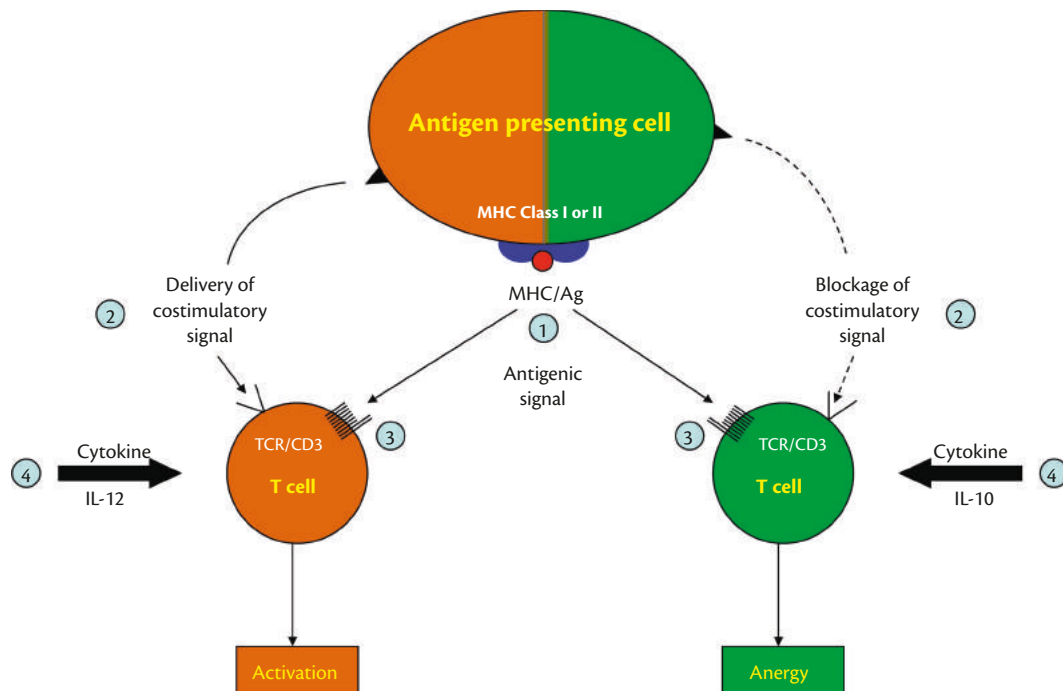 Antigen presenting cell
MHC Class I or II
MHC/Ag
1
Antigenic
signal
Delivery of
costimulatory
signal
2
Blockage of
costimulatory
signal
2
TCR/CD3
T cell
3
3
TCR/CD3
T cell
4
Cytokine
IL-12
Cytokine
IL-10
4
Activation
Anergy